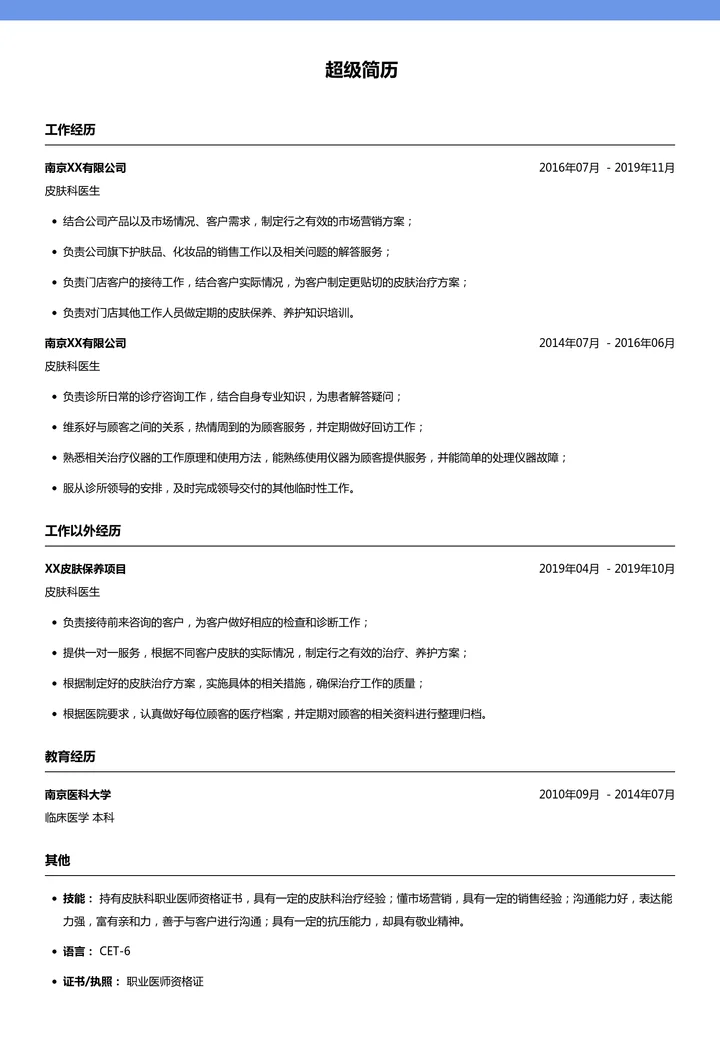 超级简历
工作经历
南京XX有限公司 2016年07月 - 2019年11月
皮肤科医生
• 结合公司产品以及市场情况、客户需求，制定行之有效的市场营销方案；
• 负责公司旗下护肤品、化妆品的销售工作以及相关问题的解答服务；
• 负责门店客户的接待工作，结合客户实际情况，为客户制定更贴切的皮肤治疗方案；
• 负责对门店其他工作人员做定期的皮肤保养、养护知识培训。
南京XX有限公司 2014年07月 - 2016年06月
皮肤科医生
• 负责诊所日常的诊疗咨询工作，结合自身专业知识，为患者解答疑问；
• 维系好与顾客之间的关系，热情周到的为顾客服务，并定期做好回访工作；
• 熟悉相关治疗仪器的工作原理和使用方法，能熟练使用仪器为顾客提供服务，并能简单的处理仪器故障；
• 服从诊所领导的安排，及时完成领导交付的其他临时性工作。
工作以外经历
XX皮肤保养项目 2019年04月 - 2019年10月
皮肤科医生
• 负责接待前来咨询的客户，为客户做好相应的检查和诊断工作；
• 提供一对一服务，根据不同客户皮肤的实际情况，制定行之有效的治疗、养护方案；
• 根据制定好的皮肤治疗方案，实施具体的相关措施，确保治疗工作的质量；
• 根据医院要求，认真做好每位顾客的医疗档案，并定期对顾客的相关资料进行整理归档。
教育经历
南京医科大学 2010年09月 - 2014年07月
临床医学 本科
其他
• 技能： 持有皮肤科职业医师资格证书，具有一定的皮肤科治疗经验；懂市场营销，具有一定的销售经验；沟通能力好，表达能
力强，富有亲和力，善于与客户进行沟通；具有一定的抗压能力，却具有敬业精神。
• 语言： CET-6
• 证书/执照： 职业医师资格证